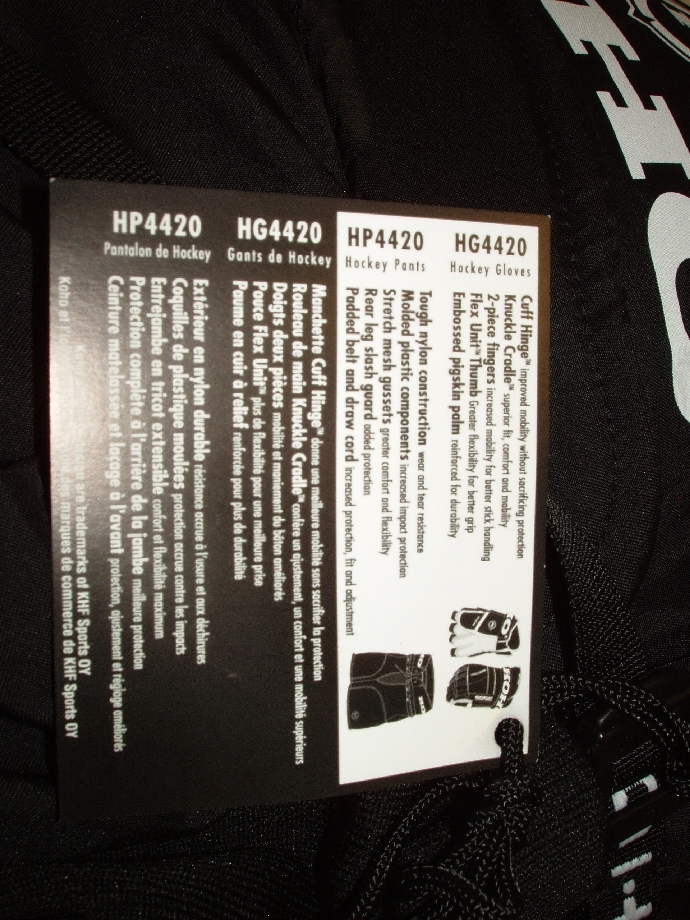 HG4420
Hockey Gloves
Cuff Hinge™ improved mobility without sacrificing protection
Knuckle Cradle™ superior fit, comfort and mobility
2-piece fingers increased mobility for better stick handling
Flex Unit™ Thumb Greater flexibility for better grip
Embossed pigskin palm reinforced for durability
HP4420
Hockey Pants
Tough nylon construction wear and tear resistance
Molded plastic components increased impact protection
Stretch mesh gussets greater comfort and flexibility
Rear leg slash guard added protection
Padded belt and draw cord increased protection, fit and adjustment
HG4420
Gants de Hockey
Manchette Cuff Hinge™ donne une meilleure mobilité sans sacrifier la protection
Rouleau de main Knuckle Cradle™ confère un ajustement, un confort et une mobilité supérieurs
Doigts deux pièces mobilité et maniement du bâton améliorés
Pouce Flex Unit™ plus de flexibilité pour une meilleure prise
Paume en cuir à relief renforcée pour plus de durabilité
HP4420
Pantalon de Hockey
Extérieur en nylon durable résistance accrue à l'usure et aux déchirures
Coquilles de plastique moulées protection accrue contre les impacts
Entrejambe en tricot extensible confort et flexibilité maximum
Protection complète à l'arrière de la jambe meilleure protection
Ceinture matelassée et laçage à l'avant protection, ajustement et réglage améliorés
Koho et are trademarks of KHF Sports OY
marques de commerce de KHF Sports OY